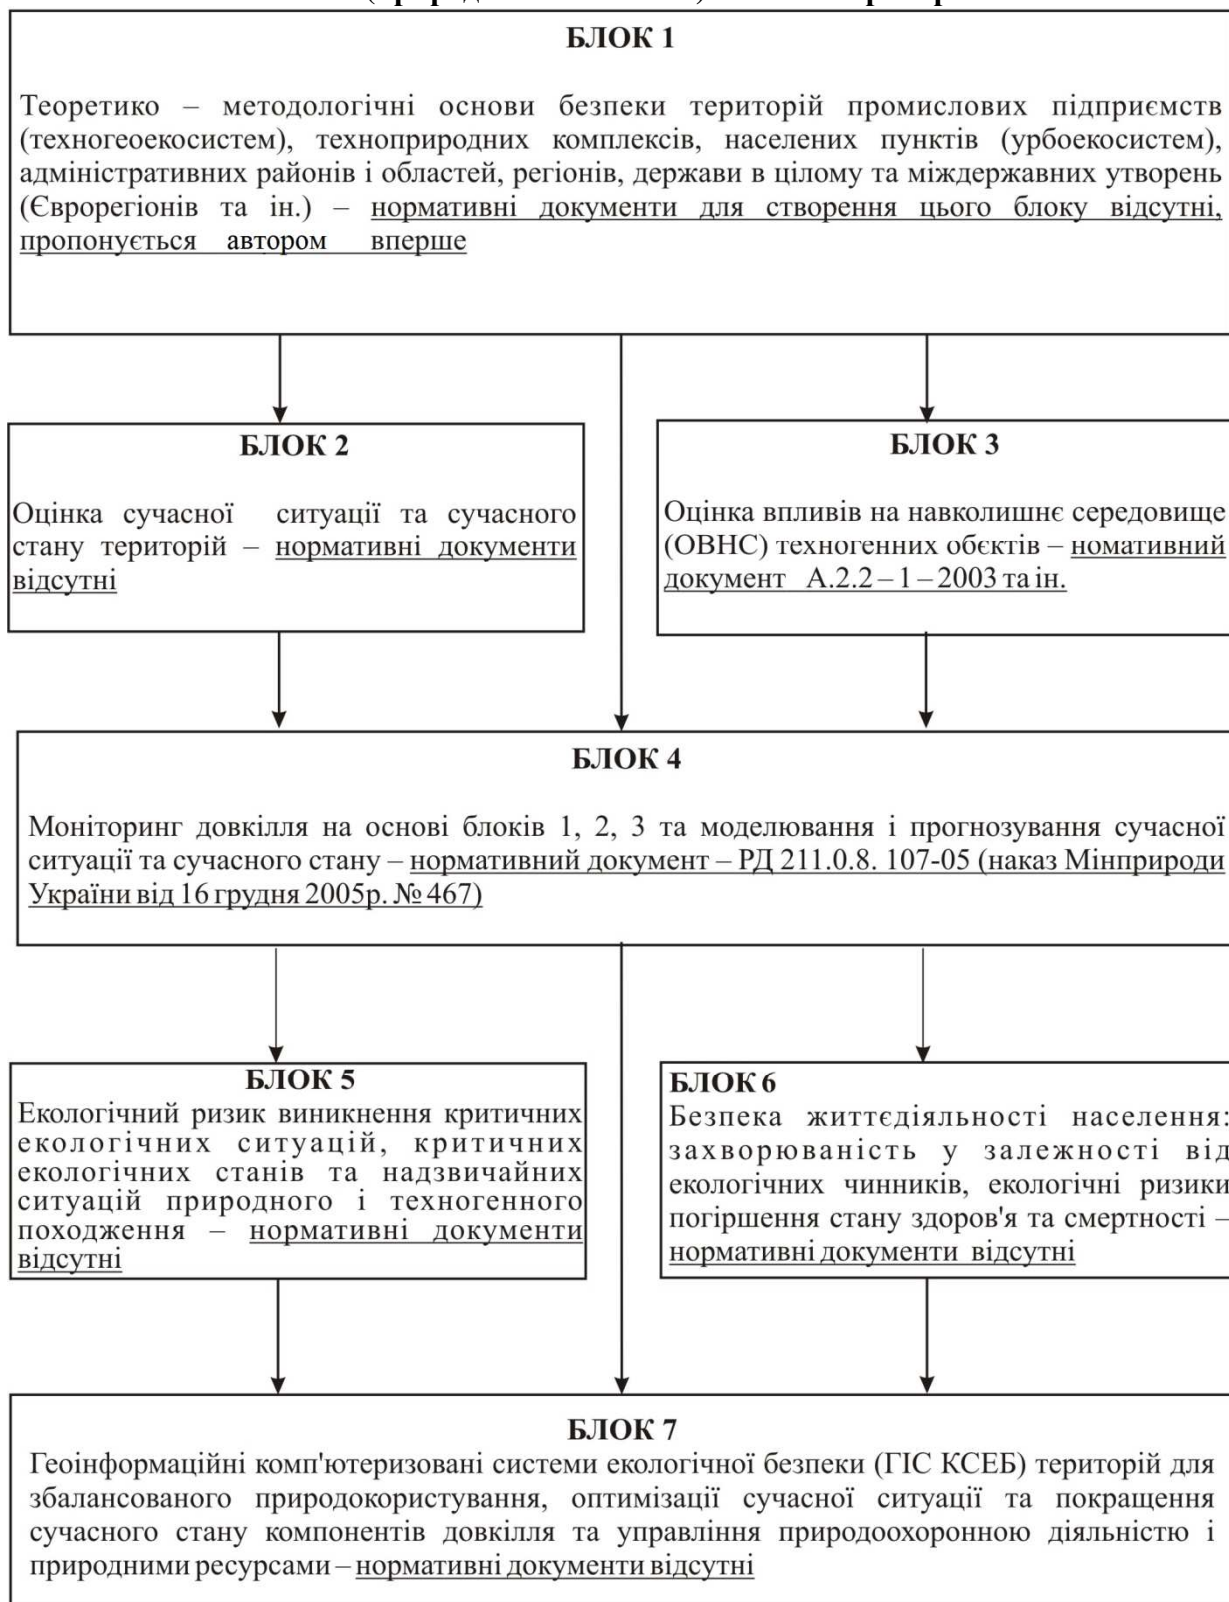 БЛОК 1
Теоретико – методологічні основи безпеки територій промислових підприємств
(техногеоекосистем), техноприродних комплексів, населених пунктів (урбоекосистем),
адміністративних районів і областей, регіонів, держави в цілому та міждержавних утворень
(Єврорегіонів та ін.) – нормативні документи для створення цього блоку відсутні,
пропонується автором вперше
БЛОК 2
Оцінка сучасної ситуації та сучасного
стану територій – нормативні документи
відсутні
БЛОК 3
Оцінка впливів на навколишнє середовище
(ОВНС) техногенних обєктів – номативний
документ А.2.2 – 1 – 2003 та ін.
БЛОК 4
Моніторинг довкілля на основі блоків 1, 2, 3 та моделювання і прогнозування сучасної
ситуації та сучасного стану – нормативний документ – РД 211.0.8. 107-05 (наказ Мінприроди
України від 16 грудня 2005р. № 467)
БЛОК 5
Екологічний ризик виникнення критичних
екологічних ситуацій, критичних
екологічних станів та надзвичайних
ситуацій природного і техногенного
походження – нормативні документи
відсутні
БЛОК 6
Безпека життєдіяльності населення:
захворюваність у залежності від
екологічних чинників, екологічні ризики
погіршення стану здоров'я та смертності –
нормативні документи відсутні
БЛОК 7
Геоінформаційні комп'ютеризовані системи екологічної безпеки (ГІС КСЕБ) територій для
збалансованого природокористування, оптимізації сучасної ситуації та покращення
сучасного стану компонентів довкілля та управління природоохоронною діяльністю і
природними ресурсами – нормативні документи відсутні